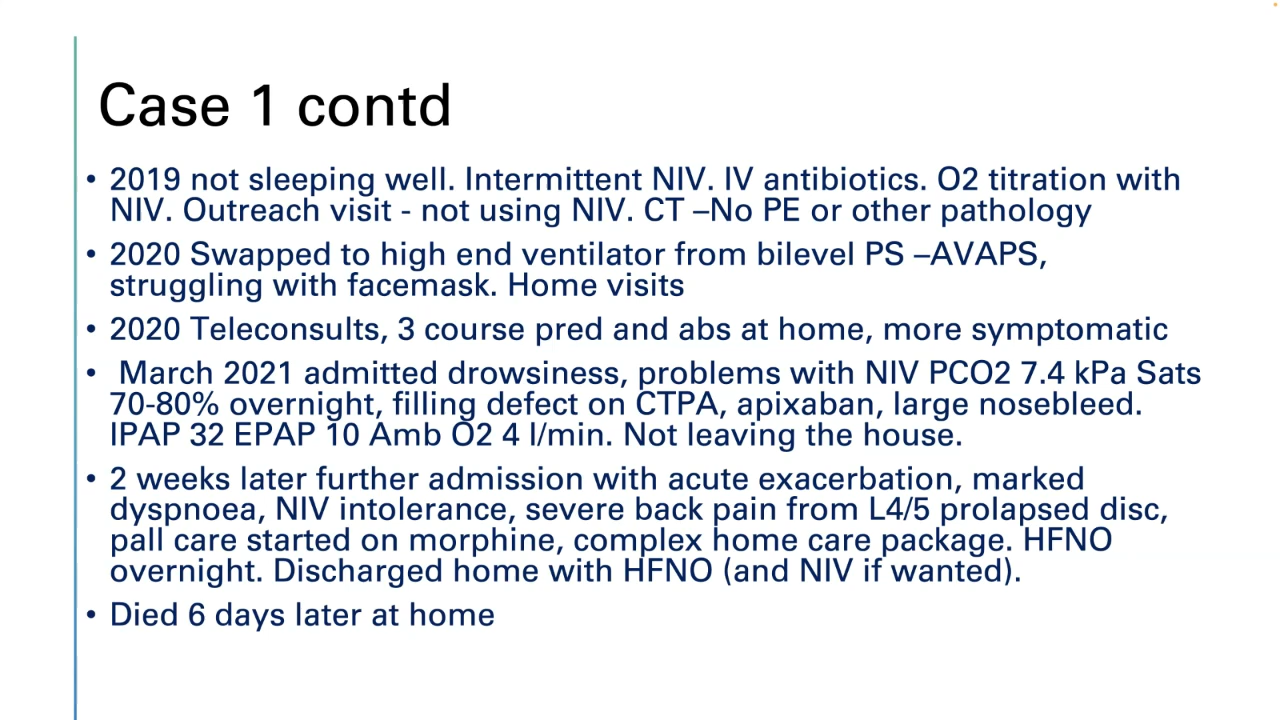 Case 1 contd
• 2019 not sleeping well. Intermittent NIV. IV antibiotics. O2 titration with
NIV. Outreach visit - not using NIV. CT –No PE or other pathology
• 2020 Swapped to high end ventilator from bilevel PS –AVAPS,
struggling with facemask. Home visits
• 2020 Teleconsults, 3 course pred and abs at home, more symptomatic
• March 2021 admitted drowsiness, problems with NIV PCO2 7.4 kPa Sats
70-80% overnight, filling defect on CTPA, apixaban, large nosebleed.
IPAP 32 EPAP 10 Amb O2 4 l/min. Not leaving the house.
• 2 weeks later further admission with acute exacerbation, marked
dyspnoea, NIV intolerance, severe back pain from L4/5 prolapsed disc,
pall care started on morphine, complex home care package. HFNO
overnight. Discharged home with HFNO (and NIV if wanted).
• Died 6 days later at home